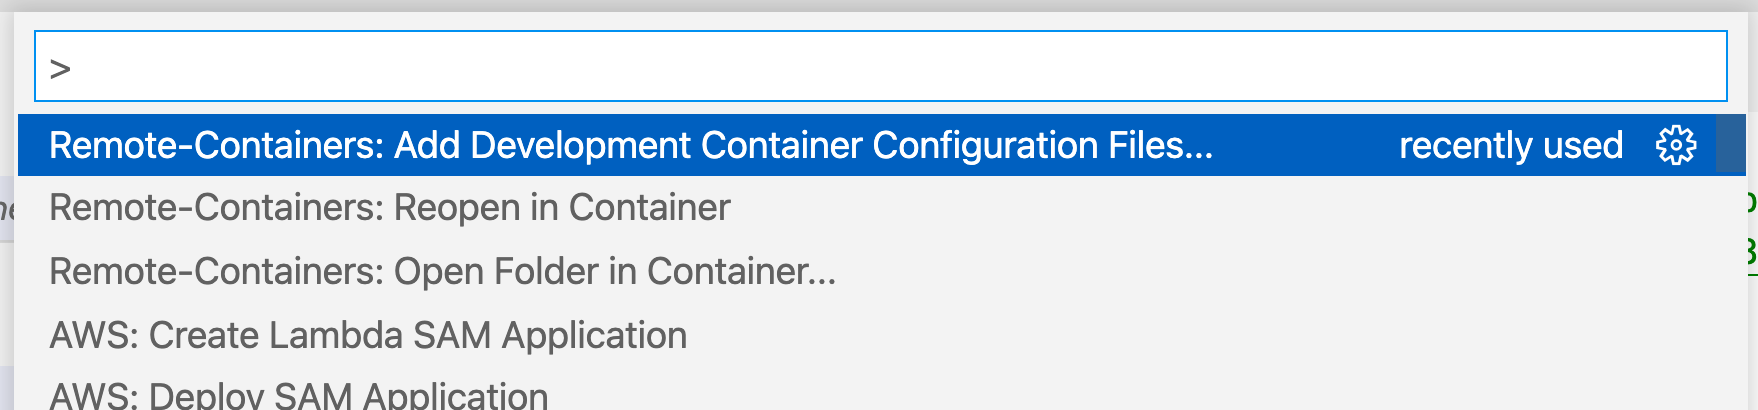 >
Remote-Containers: Add Development Container Configuration Files... recently used
Remote-Containers: Reopen in Container
Remote-Containers: Open Folder in Container...
AWS: Create Lambda SAM Application
AWS: Deploy SAM Application